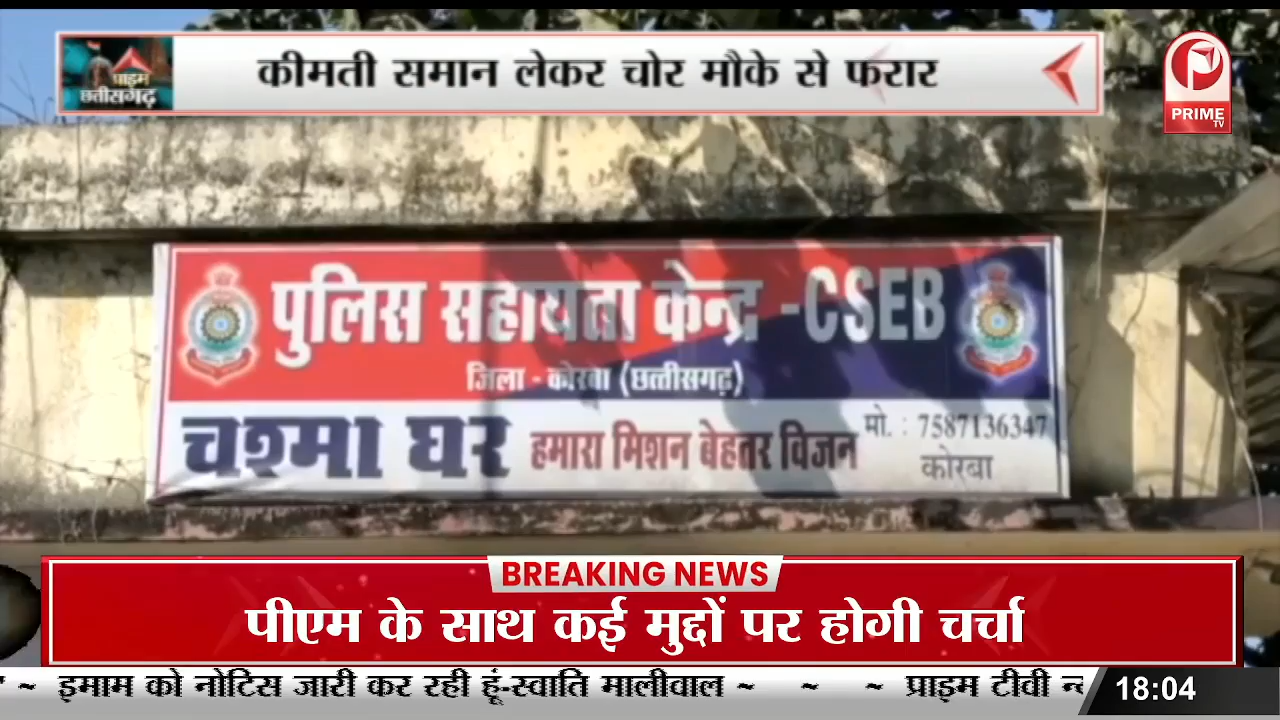 प्राइम
छत्तीसगढ़
कीमती समान लेकर चोर मौके से फरार
PRIME
TV
पुलिस सहायता केन्द्र -CSEB
जिला - कोरबा (छत्तीसगढ़)
चश्मा घर हमारा मिशन बेहतर विजन
मो. : 7587136347
कोरबा
BREAKING NEWS
पीएम के साथ कई मुद्दों पर होगी चर्चा
~ इमाम को नोटिस जारी कर रही हूं-स्वाति मालीवाल ~ ~ ~ प्राइम टीवी
18:04